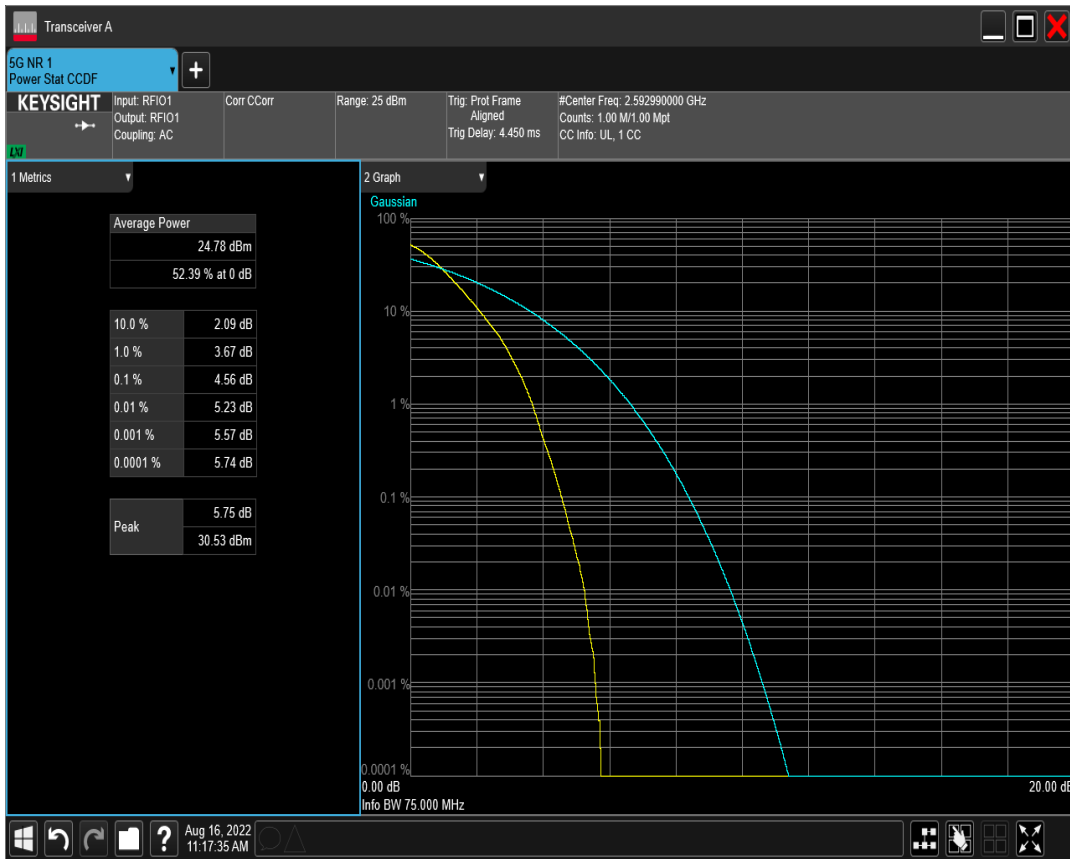 Transceiver A
5G NR 1
Power Stat CCDF
+
KEYSIGHT
LXI
Input: RFIO1
Output: RFIO1
Coupling: AC
Corr CCorr
Range: 25 dBm
Trig: Prot Frame
Aligned
Trig Delay: 4.450 ms
#Center Freq: 2.592990000 GHz
Counts: 1.00 M/1.00 Mpt
CC Info: UL, 1 CC
1 Metrics
Average Power
24.78 dBm
52.39 % at 0 dB
10.0 % 2.09 dB
1.0 % 3.67 dB
0.1 % 4.56 dB
0.01 % 5.23 dB
0.001 % 5.57 dB
0.0001 % 5.74 dB
Peak
5.75 dB
30.53 dBm
2 Graph
Gaussian
100 %
10 %
1 %
0.1 %
0.01 %
0.001 %
0.0001 %
0.00 dB 20.00 dB
Info BW 75.000 MHz
?
Aug 16, 2022
11:17:35 AM